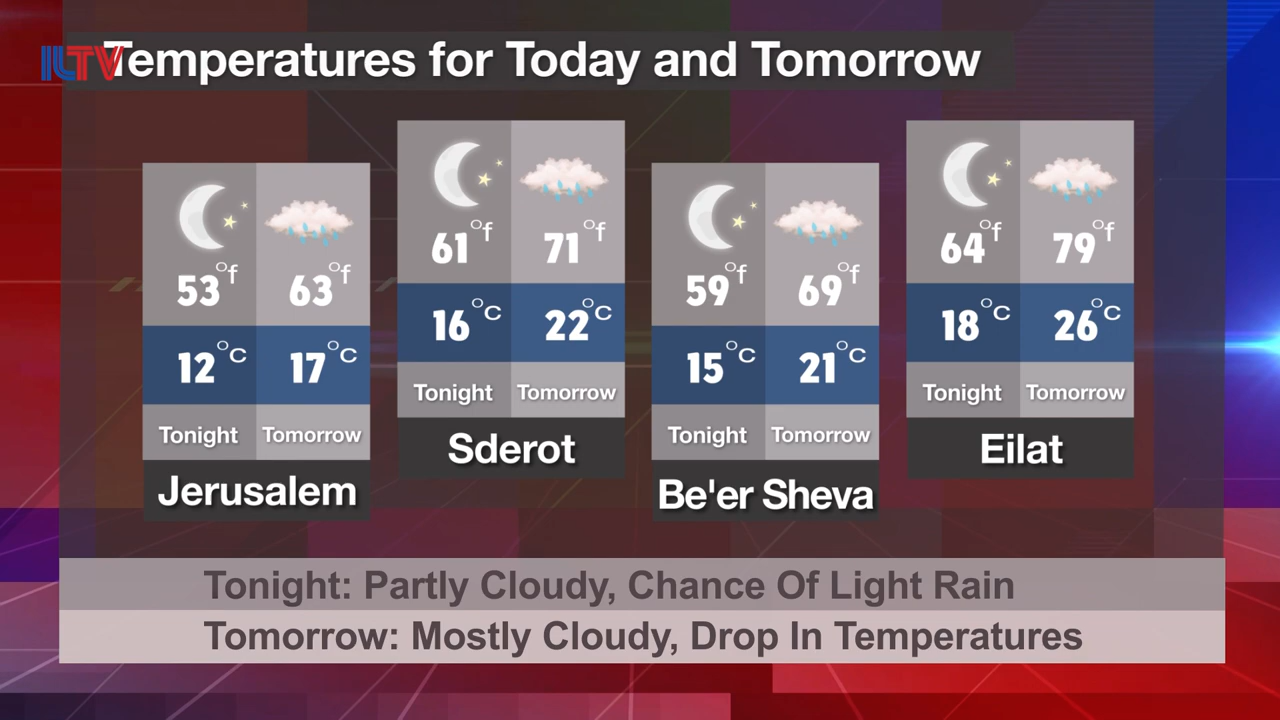 ILTV
Temperatures for Today and Tomorrow
53°f 63°f
12°C 17°C
Tonight Tomorrow
Jerusalem
61°f 71°f
16°C 22°C
Tonight Tomorrow
Sderot
59°f 69°f
15°C 21°C
Tonight Tomorrow
Be'er Sheva
64°f 79°f
18°C 26°C
Tonight Tomorrow
Eilat
Tonight: Partly Cloudy, Chance Of Light Rain
Tomorrow: Mostly Cloudy, Drop In Temperatures